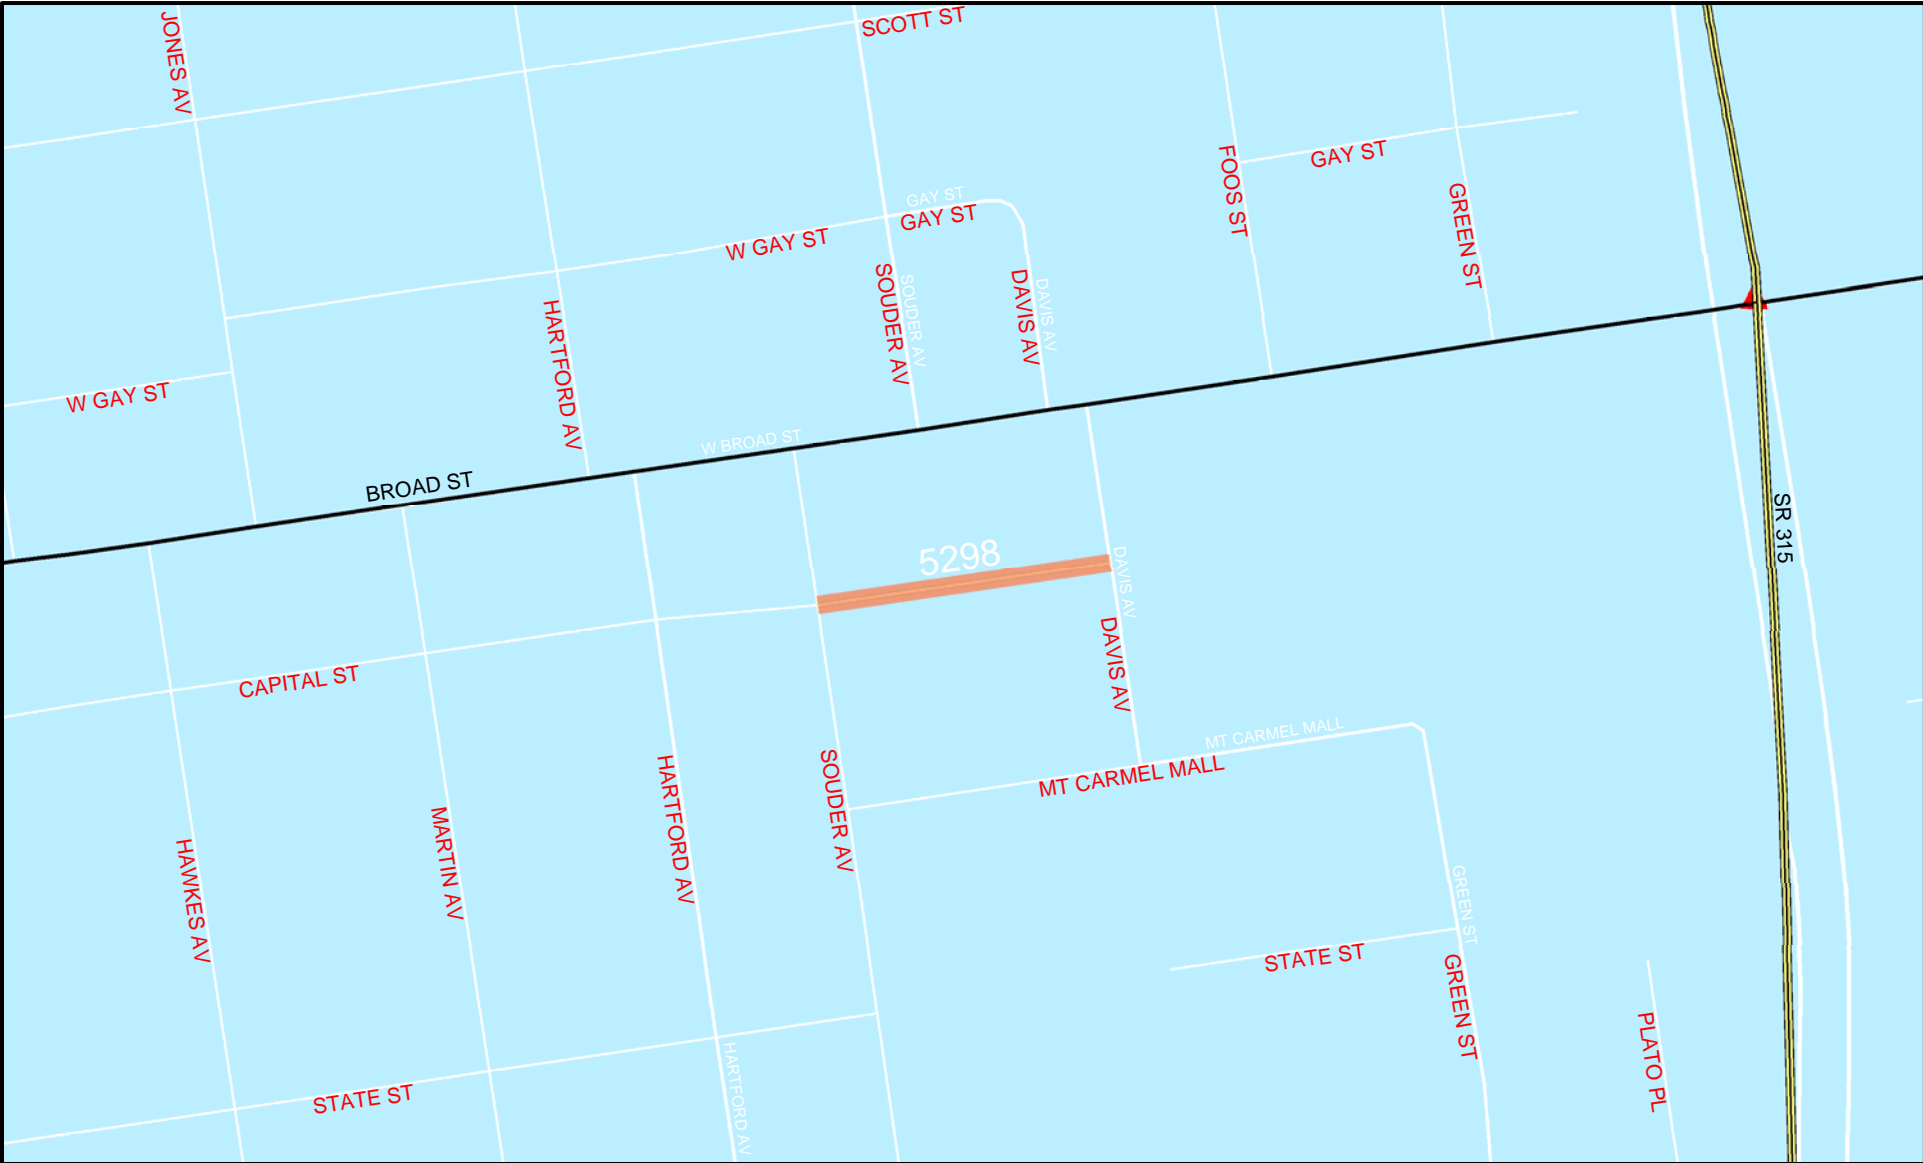 JONES AV
SCOTT ST
GAY ST
GAY ST
FOOS ST
GAY ST
GREEN ST
W GAY ST
SOUDER AV
SOUDER AV
DAVIS AV
DAVIS AV
HARTFORD AV
W GAY ST
W BROAD ST
BROAD ST
SR 315
5298
DAVIS AV
DAVIS AV
CAPITAL ST
MT CARMEL MALL
MT CARMEL MALL
HARTFORD AV
SOUDER AV
MARTIN AV
HAWKES AV
GREEN ST
STATE ST
GREEN ST
PLATO PL
HARTFORD AV
STATE ST